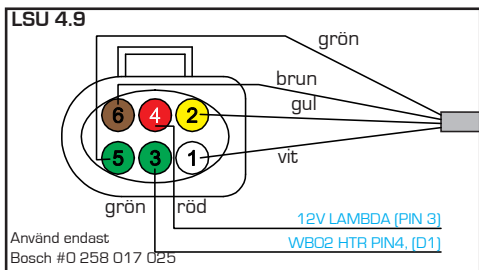 LSU 4.9
grön
brun
gul
6 4 2
5 3 1
vit
grön röd
12V LAMBDA (PIN 3)
WBO2 HTR PIN4, (D1)
Använd endast
Bosch #0 258 017 025